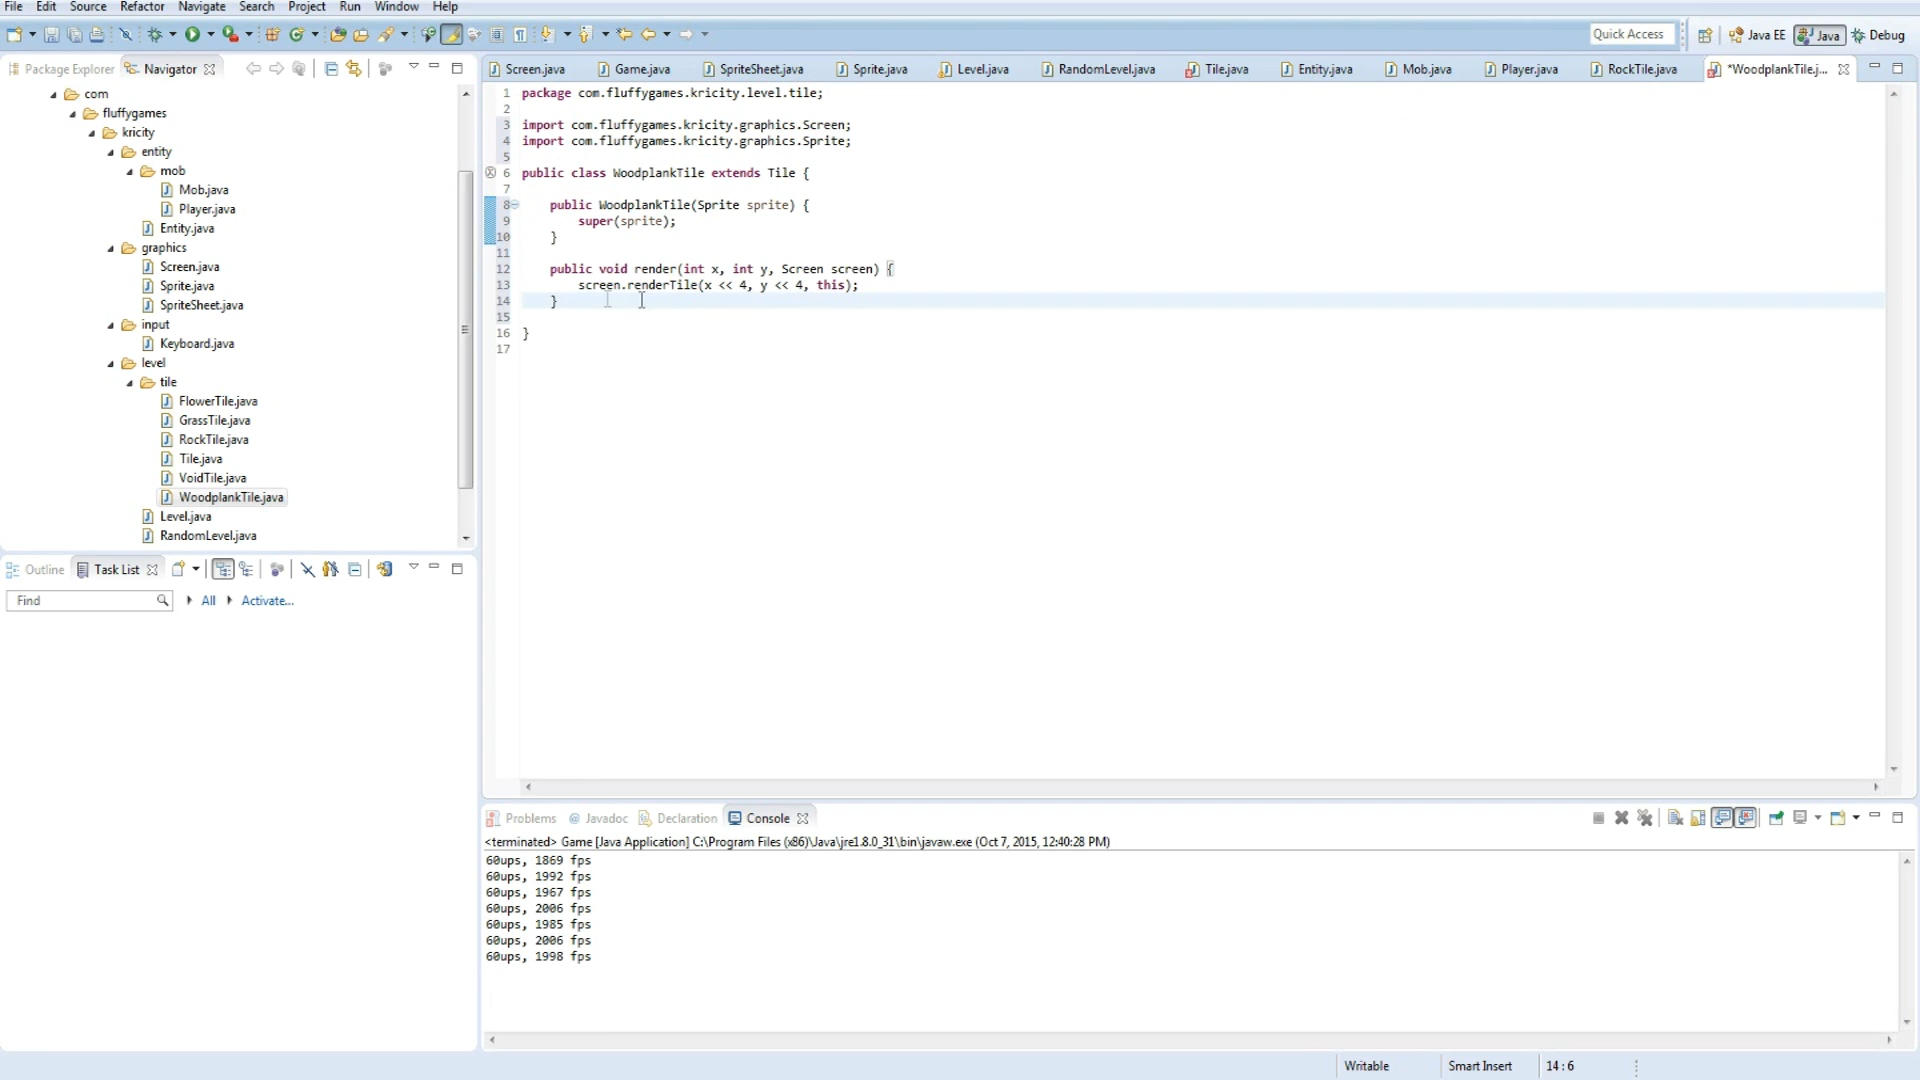 File Edit Source Refactor Navigate Search Project Run Window Help
Quick Access Java EE Java Debug
Package Explorer Navigator
com
fluffygames
kricity
entity
mob
Mob.java
Player.java
Entity.java
graphics
Screen.java
Sprite.java
SpriteSheet.java
input
Keyboard.java
level
tile
FlowerTile.java
GrassTile.java
RockTile.java
Tile.java
VoidTile.java
WoodplankTile.java
Level.java
RandomLevel.java
Outline Task List
Find All Activate...
Screen.java Game.java SpriteSheet.java Sprite.java Level.java RandomLevel.java Tile.java Entity.java Mob.java Player.java RockTile.java *WoodplankTile.j...
1 package com.fluffygames.kricity.level.tile;
2
3 import com.fluffygames.kricity.graphics.Screen;
4 import com.fluffygames.kricity.graphics.Sprite;
5
6 public class WoodplankTile extends Tile {
7
8 public WoodplankTile(Sprite sprite) {
9 super(sprite);
10 }
11
12 public void render(int x, int y, Screen screen) {
13 screen.renderTile(x << 4, y << 4, this);
14 }
15
16 }
17
Problems @ Javadoc Declaration Console
<terminated> Game [Java Application] C:\Program Files (x86)\Java\jre1.8.0_31\bin\javaw.exe (Oct 7, 2015, 12:40:28 PM)
60ups, 1869 fps
60ups, 1992 fps
60ups, 1967 fps
60ups, 2006 fps
60ups, 1985 fps
60ups, 2006 fps
60ups, 1998 fps
Writable Smart Insert 14 : 6